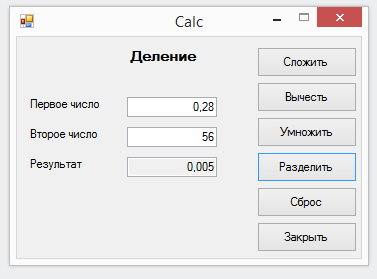 Calc
Деление
Сложить
Вычесть
Первое число 0,28
Второе число 56
Умножить
Результат 0,005
Разделить
Сброс
Закрыть